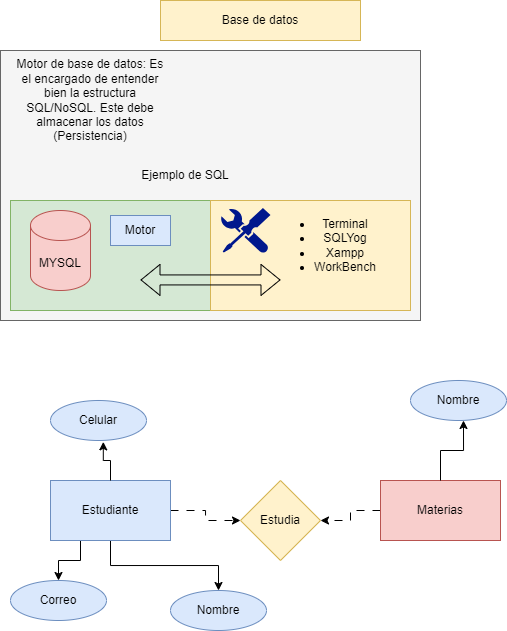 Base de datos
Motor de base de datos: Es
el encargado de entender
bien la estructura
SQL/NoSQL. Este debe
almacenar los datos
(Persistencia)
Ejemplo de SQL
MYSQL
Motor
Terminal
SQLYog
Xampp
WorkBench
Celular
Nombre
Estudiante
Estudia
Materias
Correo
Nombre